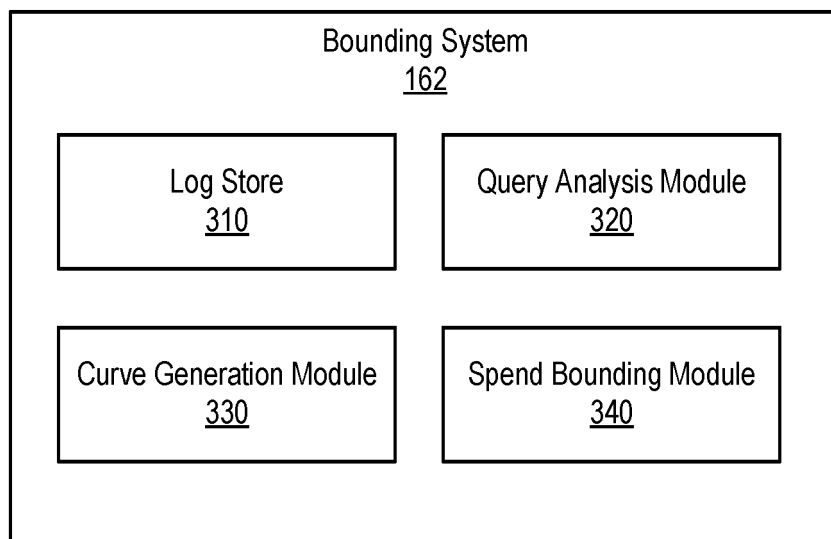 Bounding System
162
Log Store
310
Query Analysis Module
320
Curve Generation Module
330
Spend Bounding Module
340